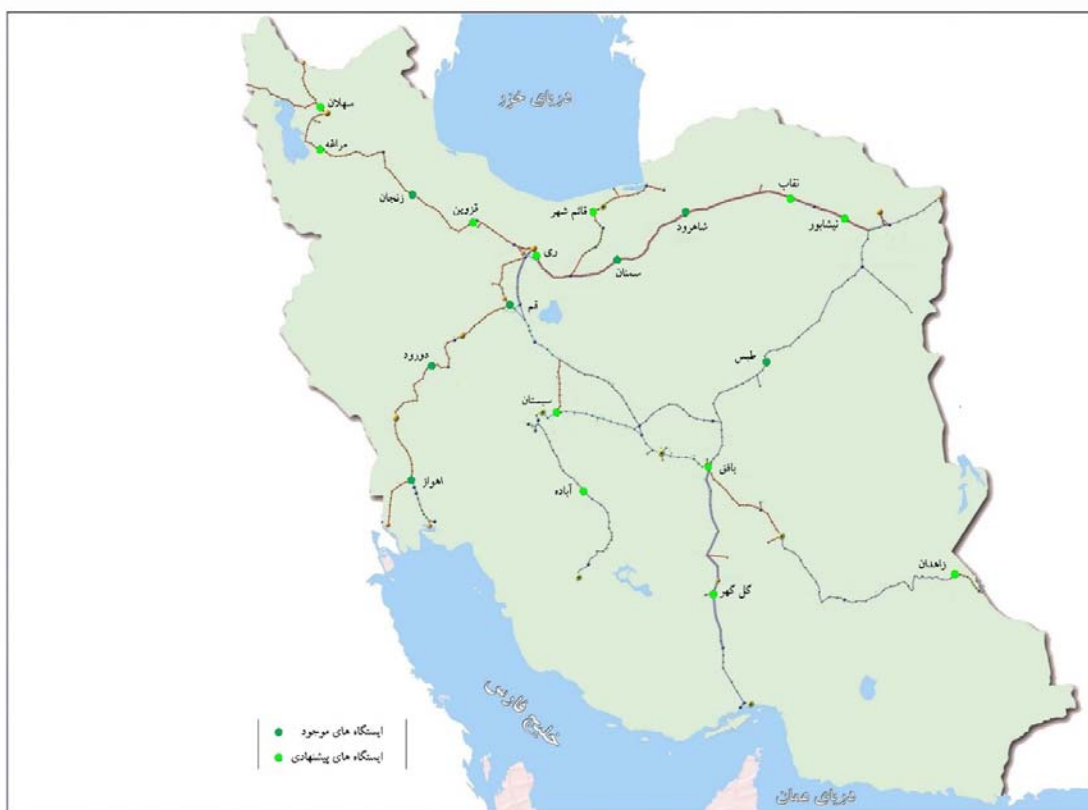 دریای خزر
سهلان
مراغه
زنجان
قزوین
قائم شهر
شاهرود
نقاب
نیشابور
ری
سمنان
قم
دورود
طبس
سیستان
بافق
اهواز
آباده
زاهدان
گل گهر
خلیج فارس
ایستگاه های موجود
ایستگاه های پیشنهادی
دریای عمان